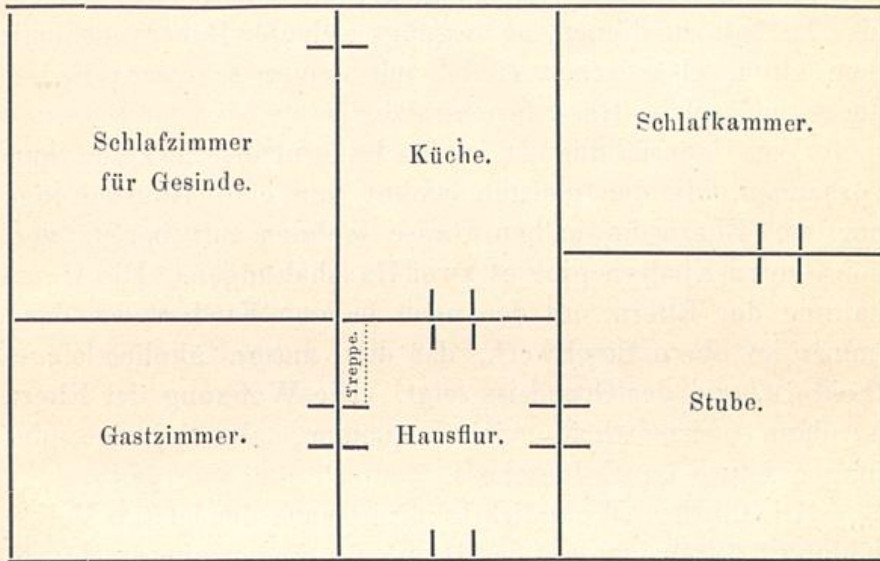 Schlafzimmer
für Gesinde.
Küche.
Schlafkammer.
Treppe.
Gastzimmer.
Hausflur.
Stube.